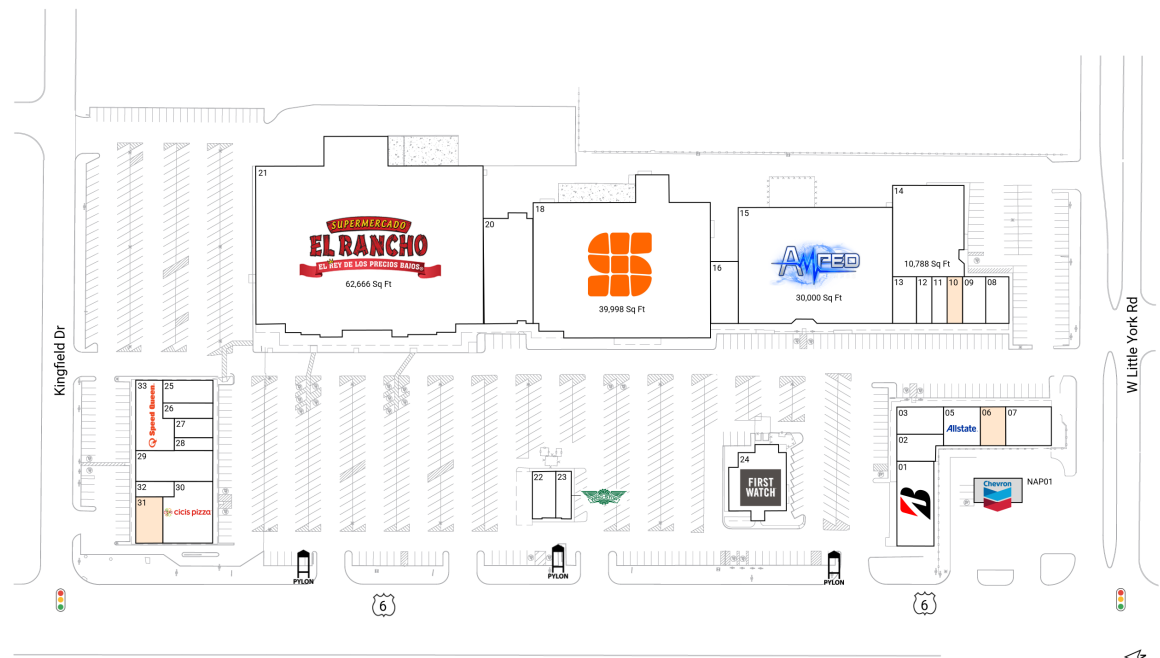 21
SUPERMERCADO
EL RANCHO
EL REY DE LOS PRECIOS BAJOS
62,666 Sq Ft
20
18
39,998 Sq Ft
16
15
AMPED
30,000 Sq Ft
14
10,788 Sq Ft
13
12
11
10
09
08
Kingfield Dr
W Little York Rd
33
Speed Queen
25
26
27
28
29
32
30
31
cicis pizza
22
23
WINGSTOP
24
FIRST
WATCH
03
02
01
B
05
Allstate
06
07
Chevron
NAP01
PYLON
PYLON
PYLON
6
6